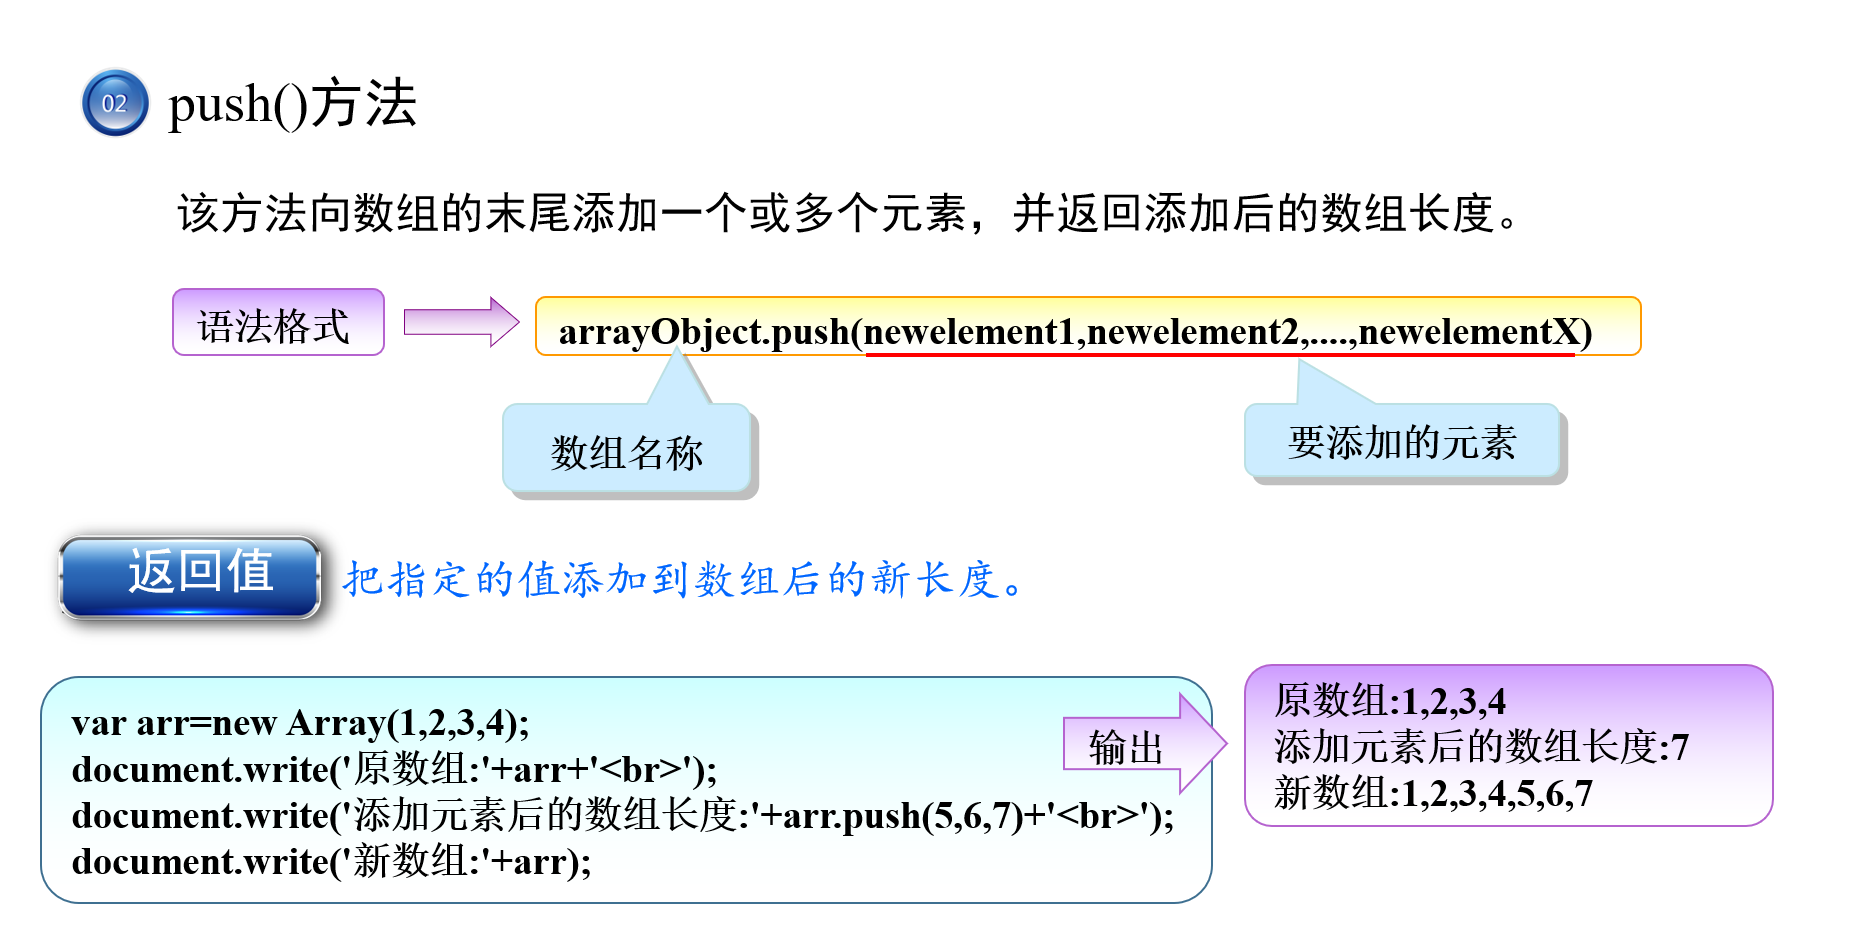 02
push()方法
该方法向数组的末尾添加一个或多个元素，并返回添加后的数组长度。
语法格式
arrayObject.push(newelement1,newelement2,....,newelementX)
数组名称
要添加的元素
返回值
把指定的值添加到数组后的新长度。
var arr=new Array(1,2,3,4);
document.write('原数组:'+arr+'<br>');
document.write('添加元素后的数组长度:'+arr.push(5,6,7)+'<br>');
document.write('新数组:'+arr);
输出
原数组:1,2,3,4
添加元素后的数组长度:7
新数组:1,2,3,4,5,6,7